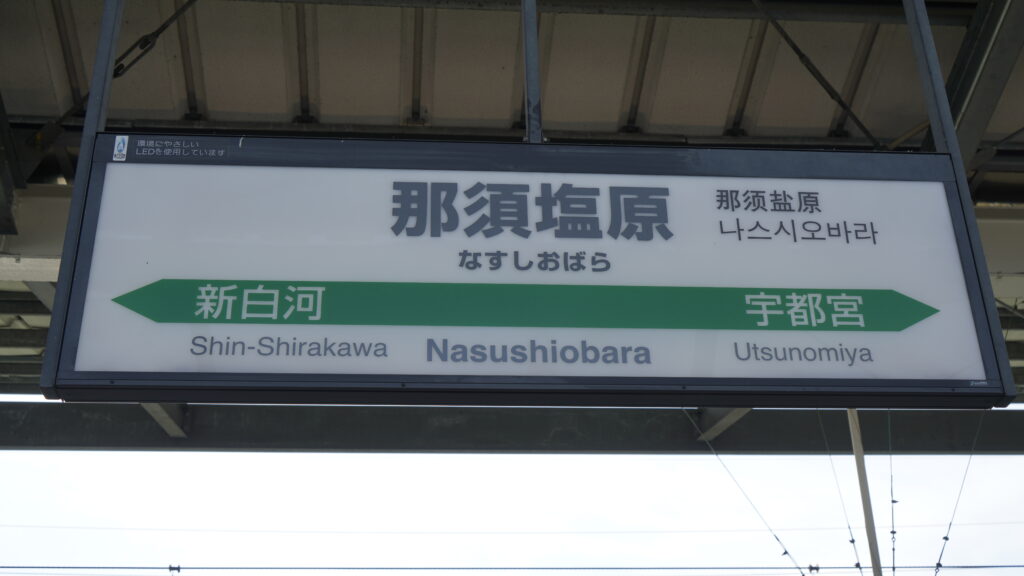 環境にやさしい
LEDを使用しています
那須塩原
那须盐原
나스시오바라
なすしおばら
新白河
宇都宮
Shin-Shirakawa
Nasushiobara
Utsunomiya